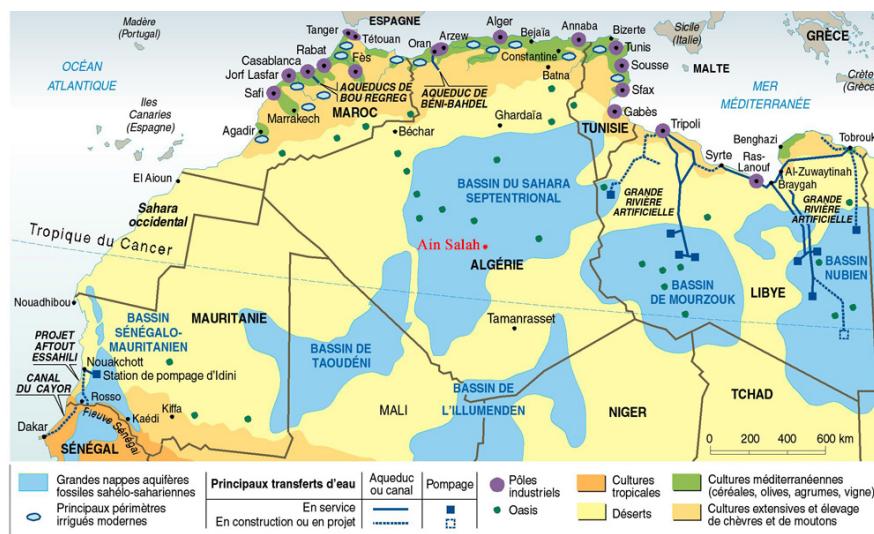 Madère
(Portugal)
ESPAGNE
Tanger
Tétouan
Oran
Arzew
Alger
Bejaïa
Annaba
Bizerte
Sicile
(Italie)
GRÈCE
OCÉAN
ATLANTIQUE
Casablanca
Rabat
Fès
Constantine
Tunis
Jorf Lasfar
Batna
Sousse
MALTE
Crète
(Grèce)
Safi
AQUEDUCS DE
BOU REGREG
AQUEDUC DE
BÉNI-BAHDEL
Sfax
MER
MÉDITERRANÉE
Iles
Canaries
(Espagne)
Marrakech
MAROC
Ghardaïa
Gabès
Agadir
Béchar
TUNISIE
Tripoli
Benghazi
Tobrouk
Syrte
Ras-
Lanouf
Al-Zuwaytinah
Braygah
El Aioun
BASSIN DU SAHARA
SEPTENTRIONAL
GRANDE
RIVIÈRE
ARTIFICIELLE
GRANDE
RIVIÈRE
ARTIFICIELLE
Sahara
occidental
Tropique du Cancer
Ain Salah
ALGÉRIE
BASSIN
NUBIEN
BASSIN
DE MOURZOUK
LIBYE
Nouadhibou
BASSIN
SÉNÉGALO-
MAURITANIEN
MAURITANIE
Tamanrasset
PROJET
AFTOUT
ESSAHILI
BASSIN DE
TAOUDÉNI
Nouakchott
Station de pompage d'Idini
CANAL
DU CAYOR
BASSIN DE
L'ILLUMENDEN
TCHAD
Rosso
Kaédi
Kiffa
MALI
NIGER
Fleuve Sénégal
Dakar
SÉNÉGAL
0 200 400 600 km
Grandes nappes aquifères
fossiles sahélo-sahariennes
Principaux périmètres
irrigués modernes
Principaux transferts d'eau
Aqueduc
ou canal
Pompage
En service
En construction ou en projet
Pôles
industriels
Oasis
Cultures
tropicales
Déserts
Cultures méditerranéennes
(céréales, olives, agrumes, vigne)
Cultures extensives et élevage
de chèvres et de moutons